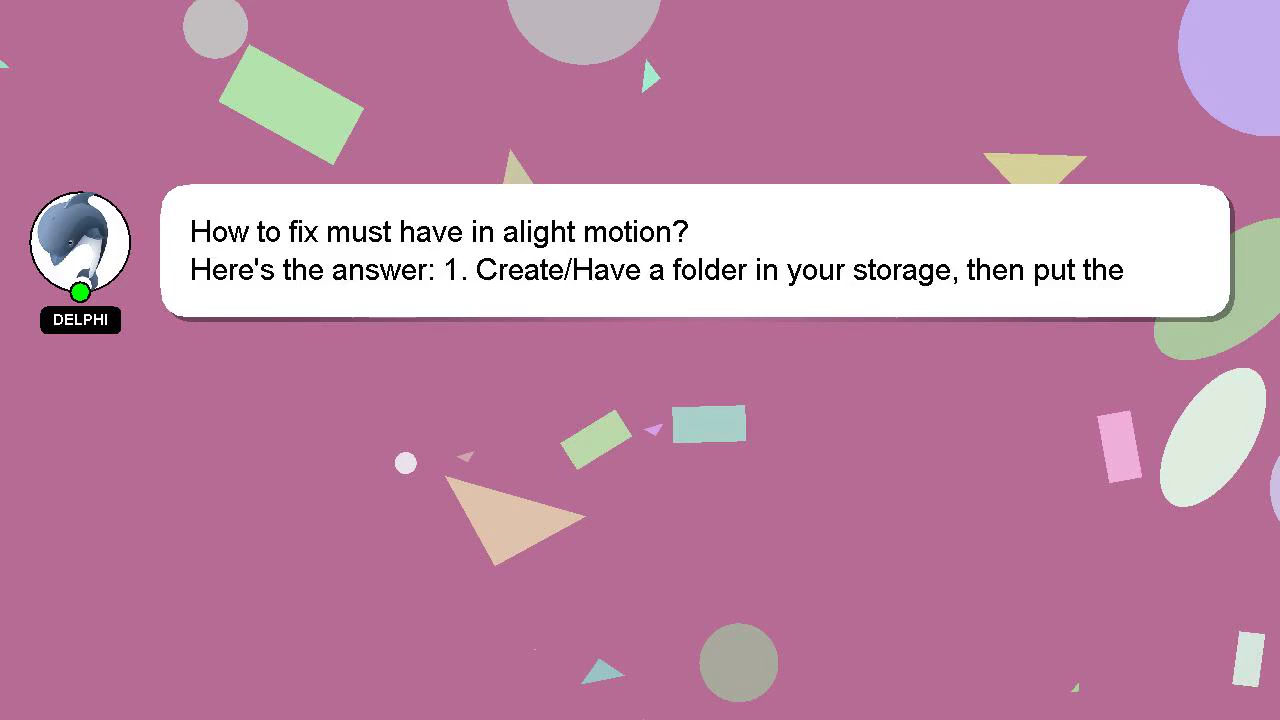 How to fix must have in alight motion?
Here's the answer: 1. Create/Have a folder in your storage, then put the
DELPHI